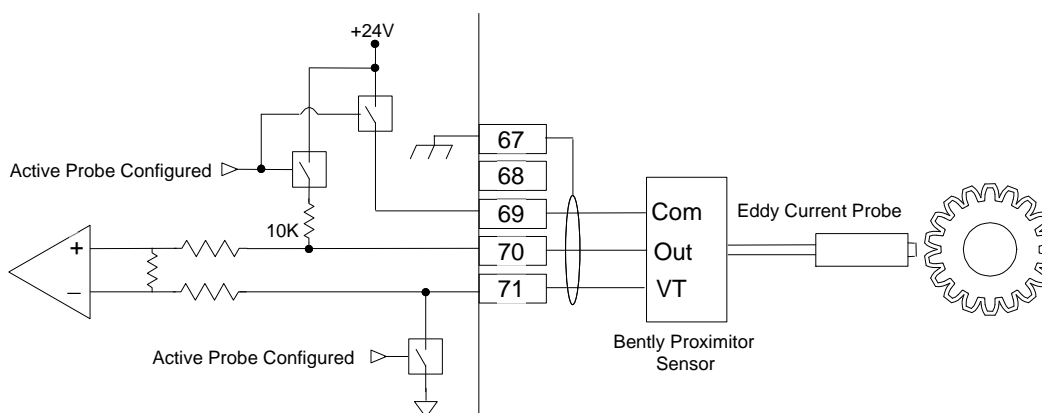 +24V
Active Probe Configured
10K
+
–
Active Probe Configured
67
68
69
70
71
Com
Out
VT
Bently Proximitor
Sensor
Eddy Current Probe